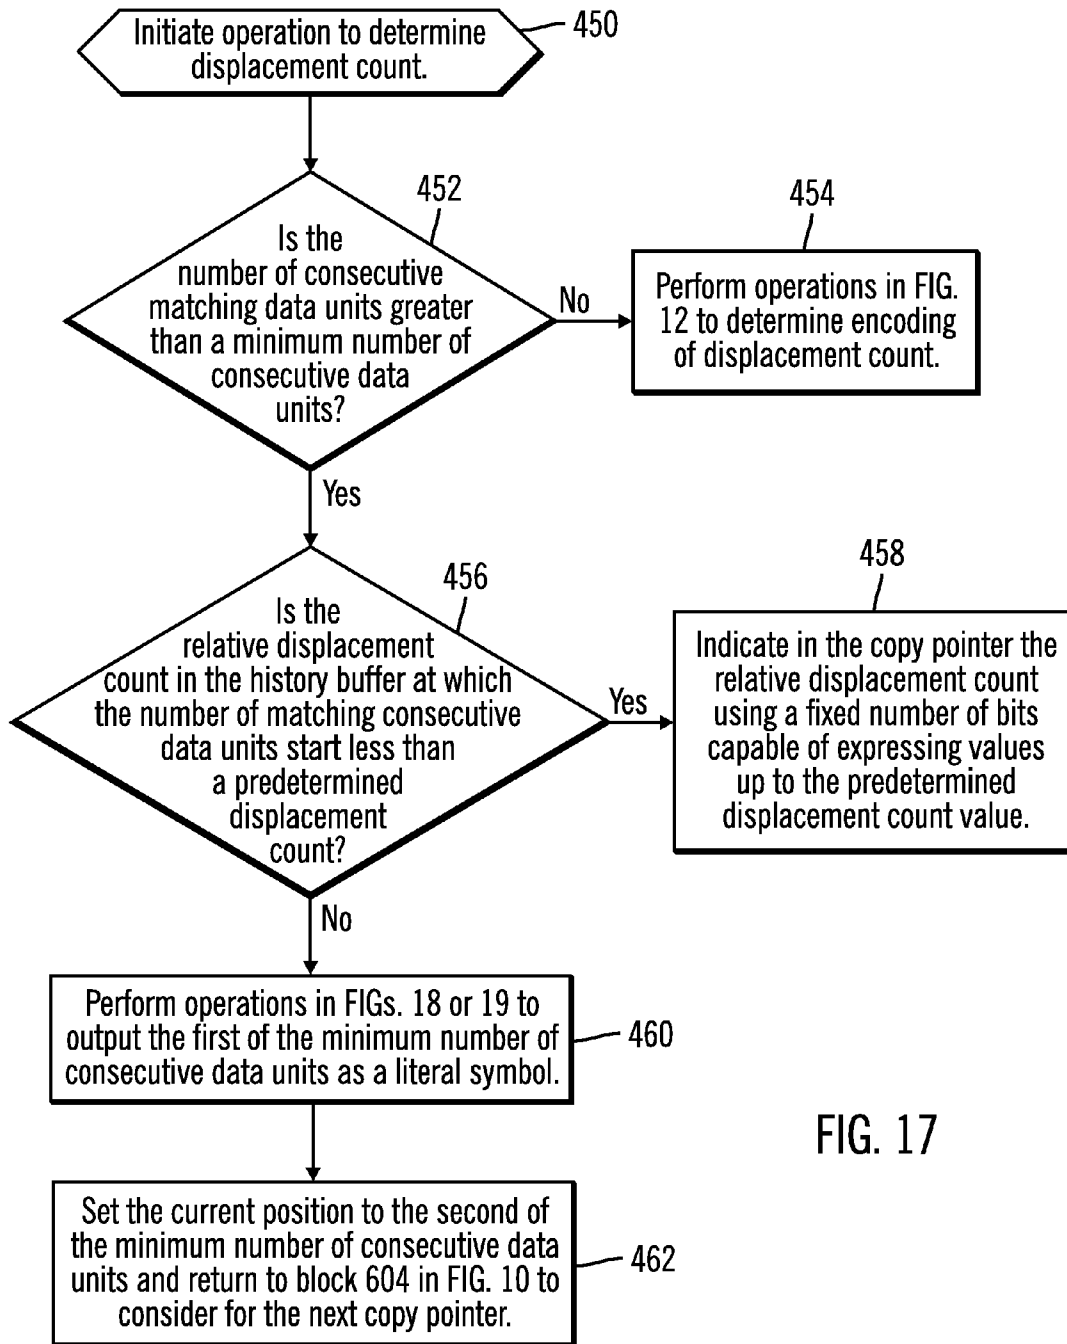 Initiate operation to determine
displacement count.
450
452
Is the
number of consecutive
matching data units greater
than a minimum number of
consecutive data
units?
No
454
Perform operations in FIG.
12 to determine encoding
of displacement count.
Yes
456
Is the
relative displacement
count in the history buffer at which
the number of matching consecutive
data units start less than
a predetermined
displacement
count?
Yes
458
Indicate in the copy pointer the
relative displacement count
using a fixed number of bits
capable of expressing values
up to the predetermined
displacement count value.
No
Perform operations in FIGs. 18 or 19 to
output the first of the minimum number of
consecutive data units as a literal symbol.
460
FIG. 17
Set the current position to the second of
the minimum number of consecutive data
units and return to block 604 in FIG. 10 to
consider for the next copy pointer.
462